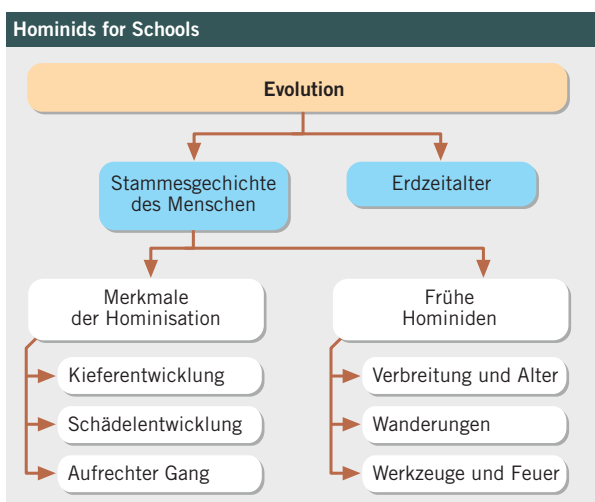 Hominids for Schools
Evolution
Stammesgechichte
des Menschen
Erdzeitalter
Merkmale
der Hominisation
Frühe
Hominiden
Kieferentwicklung
Verbreitung und Alter
Schädelentwicklung
Wanderungen
Aufrechter Gang
Werkzeuge und Feuer